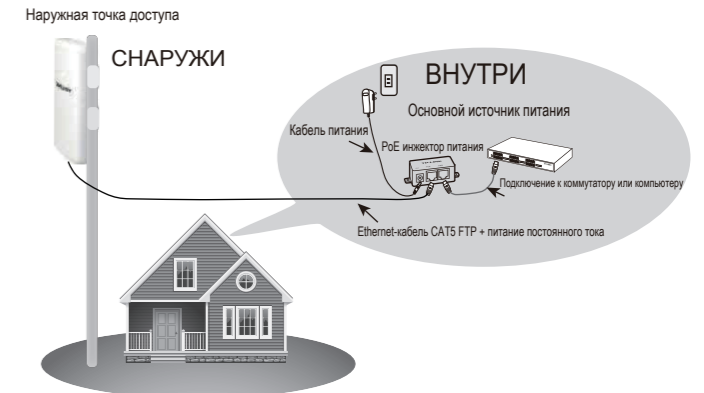 Наружная точка доступа
СНАРУЖИ
ВНУТРИ
Основной источник питания
Кабель питания
PoE инжектор питания
Подключение к коммутатору или компьютеру
Ethernet-кабель CAT5 FTP + питание постоянного тока